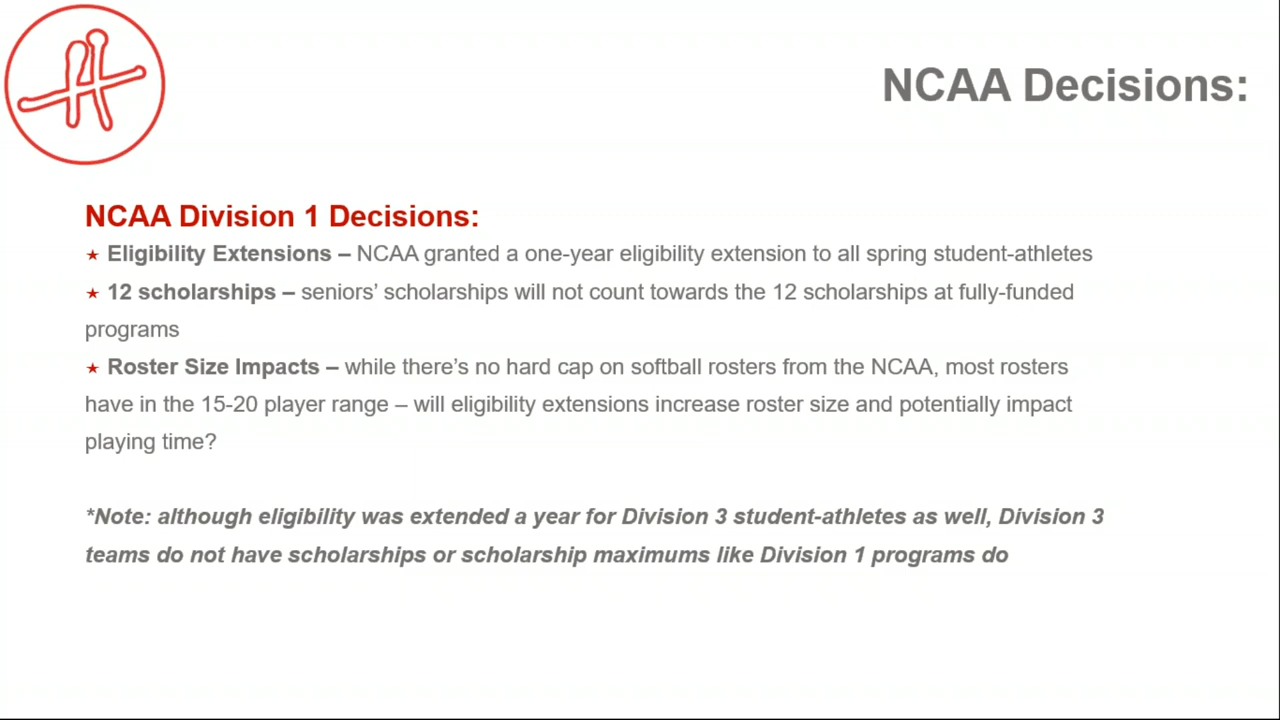 NCAA Decisions:
NCAA Division 1 Decisions:
★ Eligibility Extensions – NCAA granted a one-year eligibility extension to all spring student-athletes
★ 12 scholarships – seniors’ scholarships will not count towards the 12 scholarships at fully-funded
programs
★ Roster Size Impacts – while there’s no hard cap on softball rosters from the NCAA, most rosters
have in the 15-20 player range – will eligibility extensions increase roster size and potentially impact
playing time?
*Note: although eligibility was extended a year for Division 3 student-athletes as well, Division 3
teams do not have scholarships or scholarship maximums like Division 1 programs do